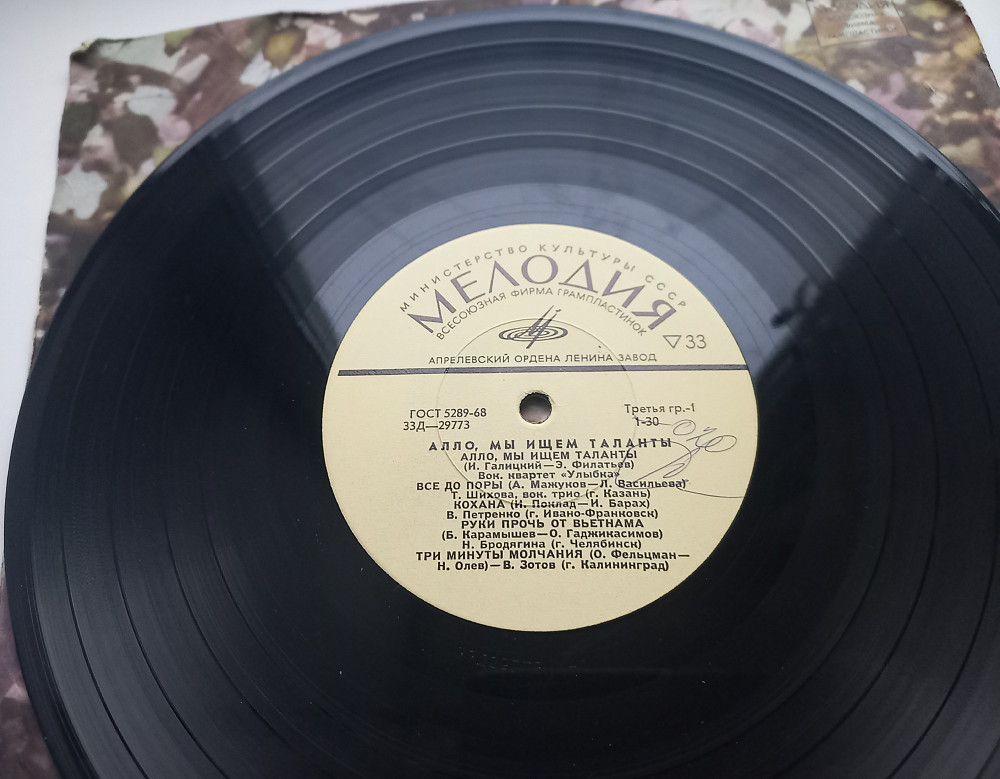 МИНИСТЕРСТВО КУЛЬТУРЫ СССР
МЕЛОДИЯ
ВСЕСОЮЗНАЯ ФИРМА ГРАМПЛАСТИНОК
33
АПРЕЛЕВСКИЙ ОРДЕНА ЛЕНИНА ЗАВОД
ГОСТ 5289-68
Третья гр.-1
33Д—29773
1-30
АЛЛО, МЫ ИЩЕМ ТАЛАНТЫ
АЛЛО, МЫ ИЩЕМ ТАЛАНТЫ
(И. Галицкий—Э. Филатьев)
Вок. квартет «Улыбка»
ВСЕ ДО ПОРЫ (А. Мажуков—Л. Васильева)
Т. Шихова, вок. трио (г. Казань)
КОХАНА (И. Поклад—И. Барах)
В. Петренко (г. Ивано-Франковск)
РУКИ ПРОЧЬ ОТ ВЬЕТНАМА
(Б. Карамышев—О. Гаджикасимов)
Н. Бродягина (г. Челябинск)
ТРИ МИНУТЫ МОЛЧАНИЯ (О. Фельцман—
Н. Олев)—В. Зотов (г. Калининград)